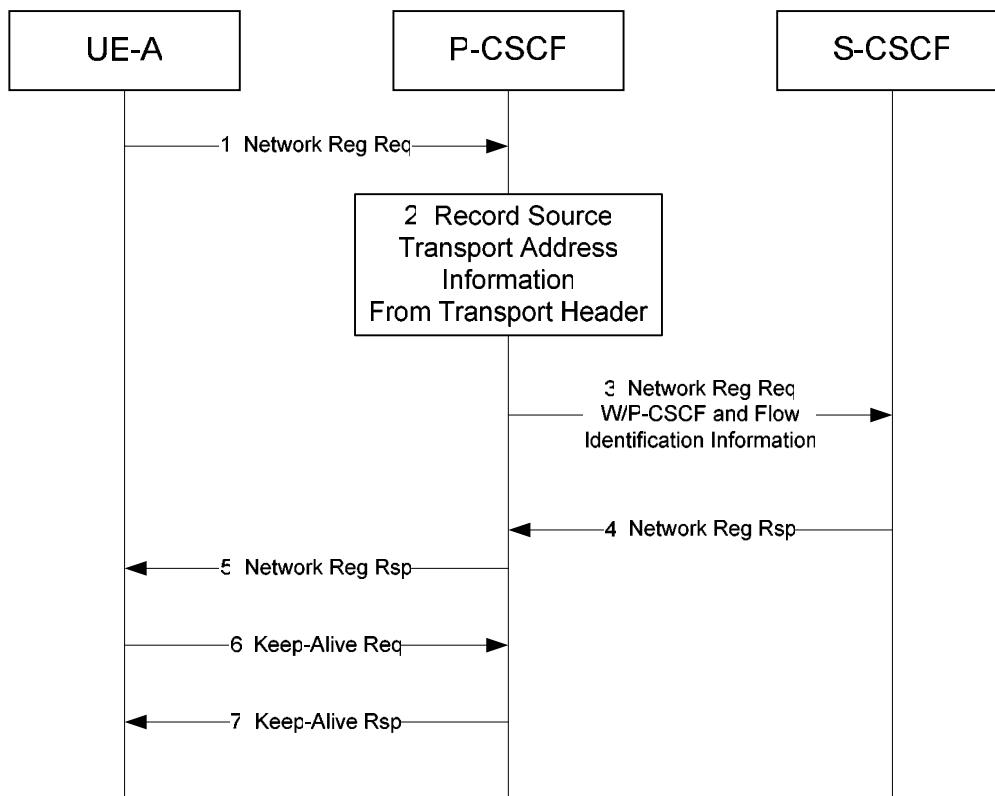 UE-A
P-CSCF
S-CSCF
1 Network Reg Req
2 Record Source
Transport Address
Information
From Transport Header
3 Network Reg Req
W/P-CSCF and Flow
Identification Information
4 Network Reg Rsp
5 Network Reg Rsp
6 Keep-Alive Req
7 Keep-Alive Rsp